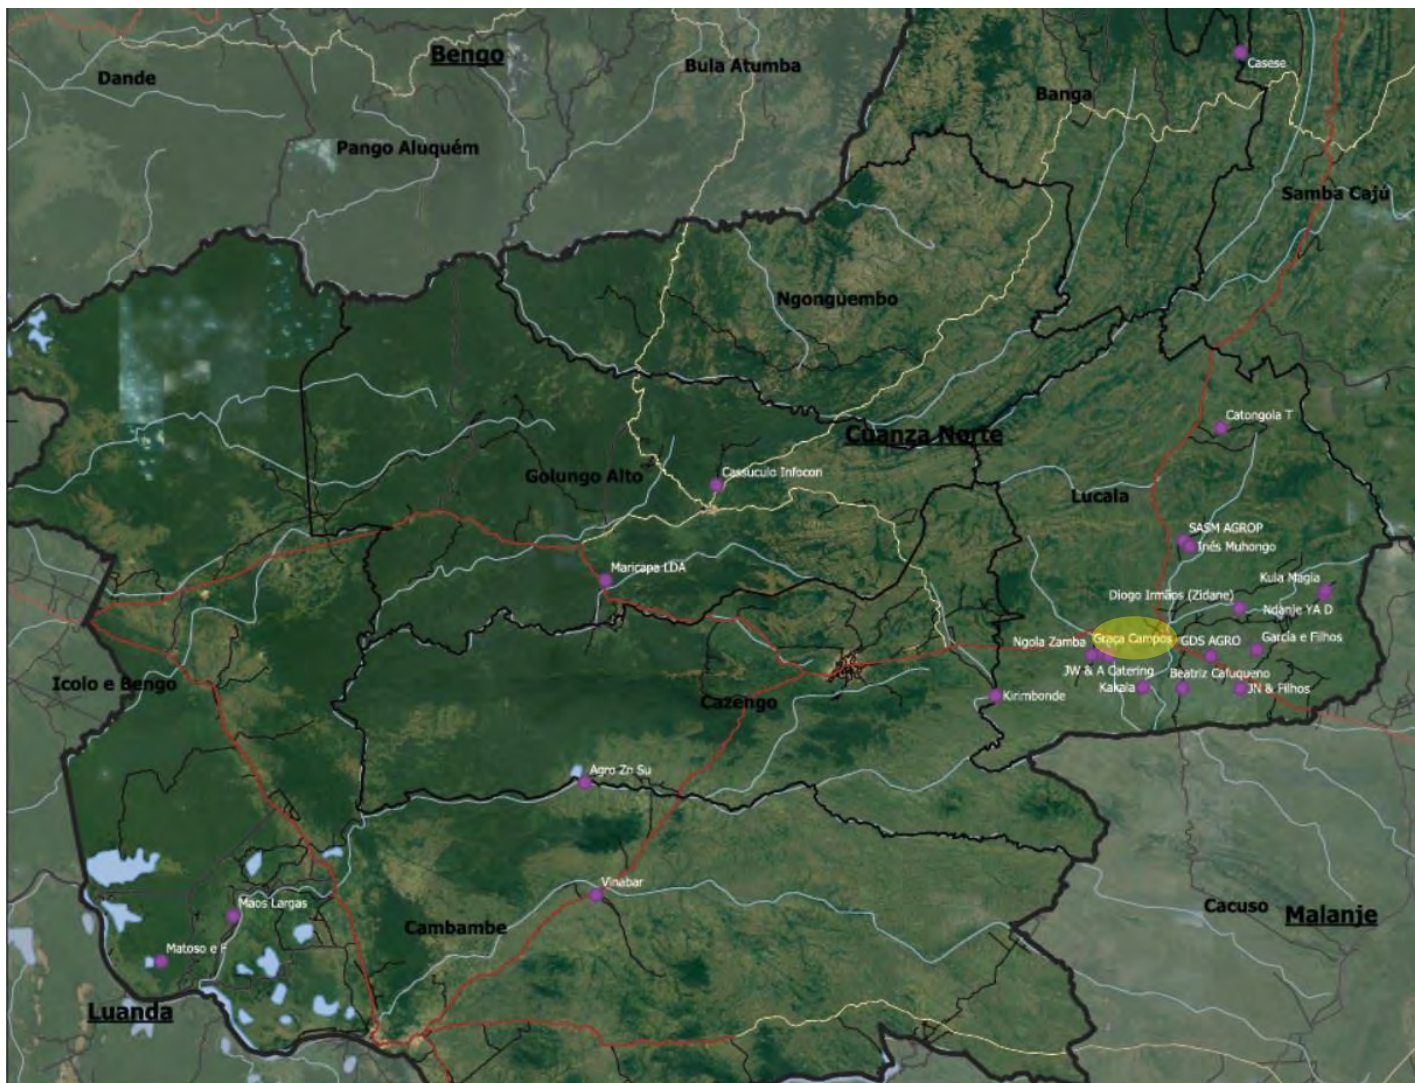 Bengo
Dande
Bula Atumba
Casese
Banga
Pango Aluquém
Samba Cajú
Ngonguembo
Catongola T
Cuanza Norte
Golungo Alto
Cassuculo Infocon
Lucala
SASM AGROP
Inés Muhongo
Maricapa LDA
Kula Magia
Diogo Irmãos (Zidane)
Ndanje YA D
Ngola Zamba
Graça Campos
GDS AGRO
Garcia e Filhos
JW & A Catering
Beatriz Cafuqueno
Icolo e Bengo
Kakala
JN & Filhos
Kirimbonde
Cazengo
Agro Zn Su
Vinabar
Maos Largas
Cambambe
Cacuso
Malanje
Matoso e F
Luanda